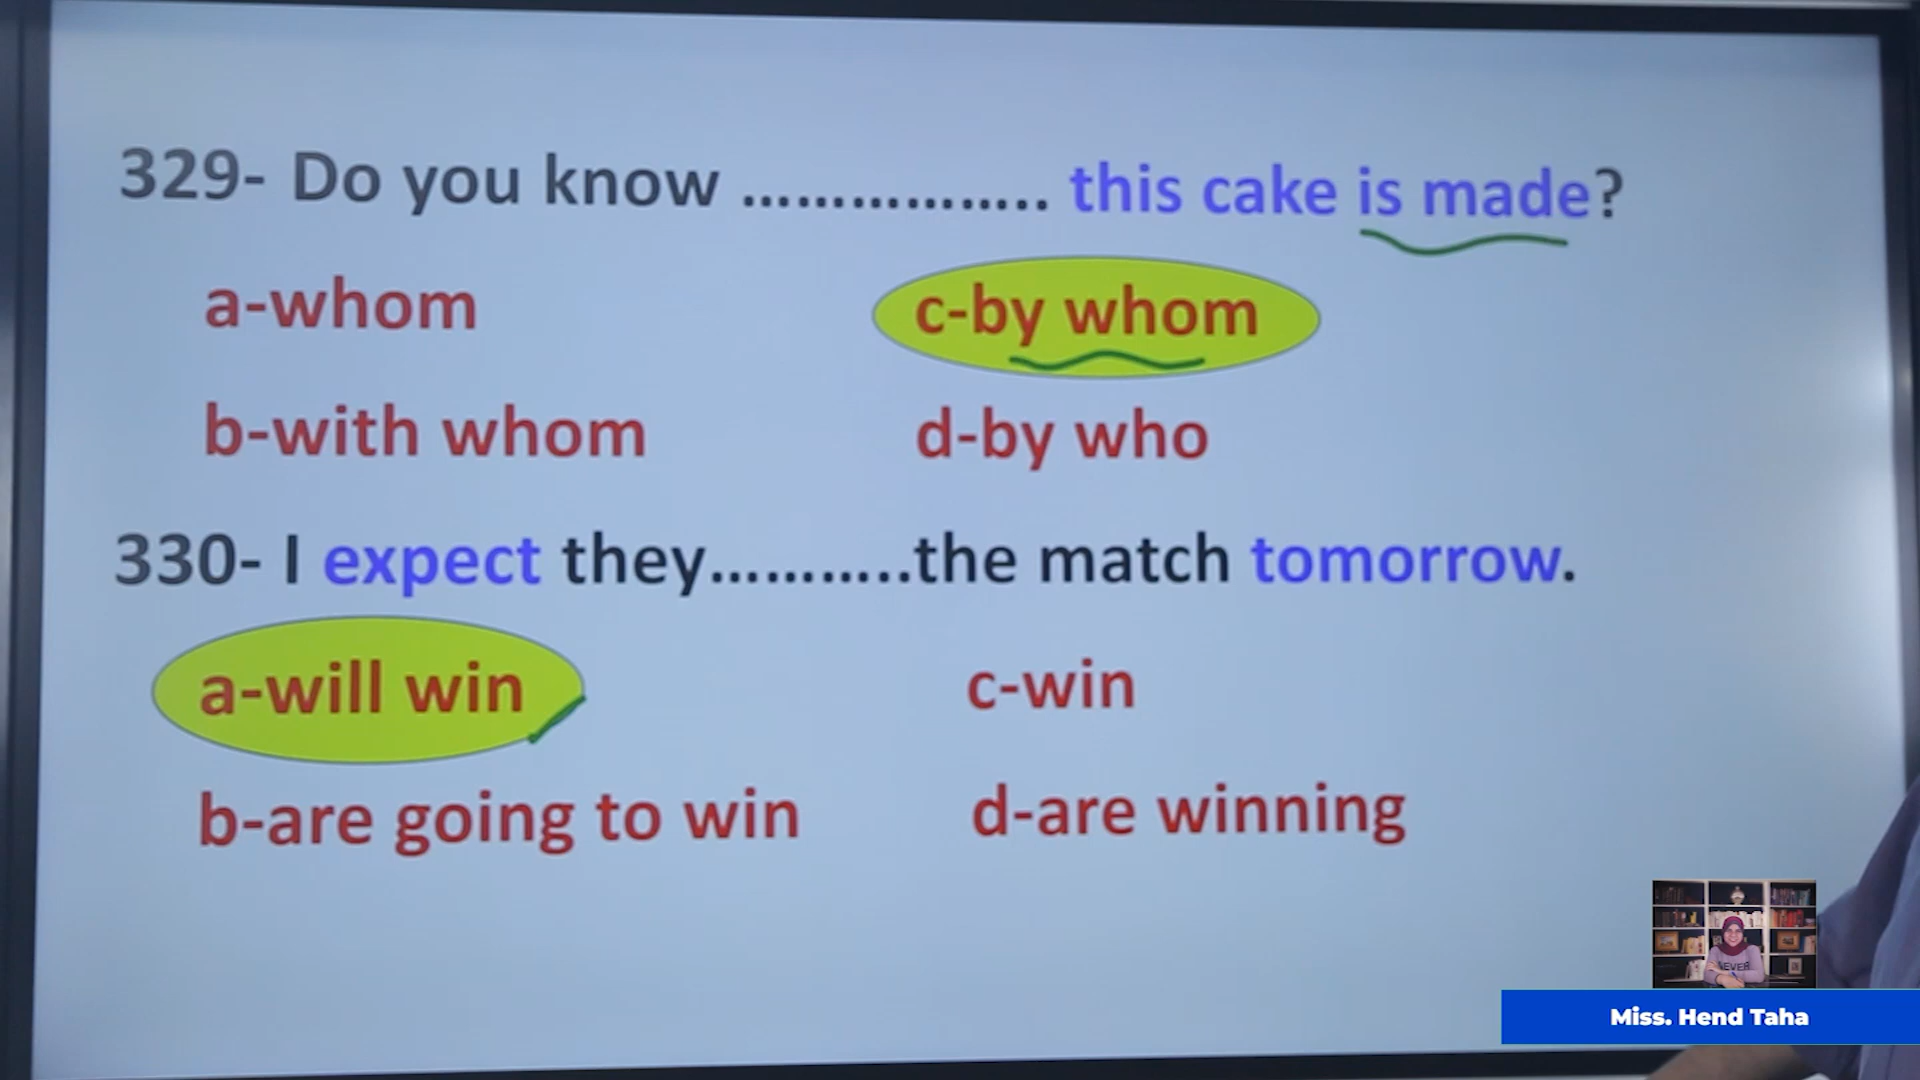 329- Do you know ................. this cake is made?
a-whom
c-by whom
b-with whom
d-by who
330- I expect they...........the match tomorrow.
a-will win
c-win
b-are going to win
d-are winning
NEVER
Miss. Hend Taha